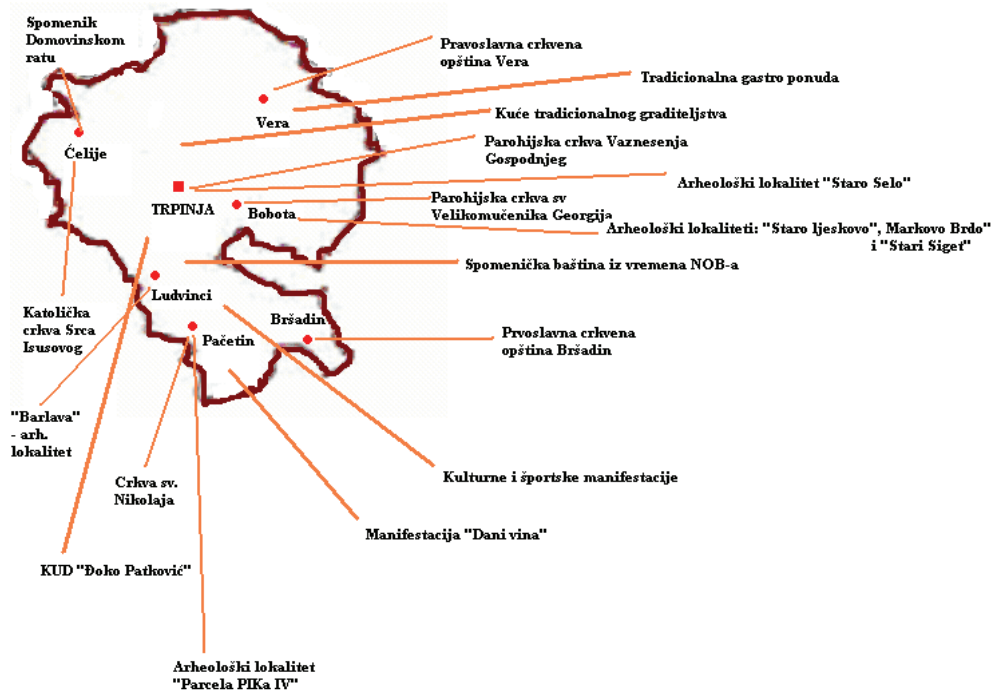 Spomenik
Domovinskom
ratu
Pravoslavna crkvena
opština Vera
Tradicionalna gastro ponuda
Vera
Kuće tradicionalnog graditeljstva
Ćelije
Parohijska crkva Vaznesenja
Gospodnjeg
Arheološki lokalitet "Staro Selo"
TRPINJA
Bobota
Parohijska crkva sv
Velikomučenika Georgija
Arheološki lokaliteti: "Staro ljeskovo", Markovo Brdo"
i "Stari Siget"
Spomenička baština iz vremena NOB-a
Ludvinci
Katolička
crkva Srca
Isusovog
Bršadin
Pačetin
Prvoslavna crkvena
opština Bršadin
"Barlava"
- arh.
lokalitet
Crkva sv.
Nikolaja
Kulturne i športske manifestacije
Manifestacija "Dani vina"
KUD "Đoko Patković"
Arheološki lokalitet
"Parcela PIKa IV"